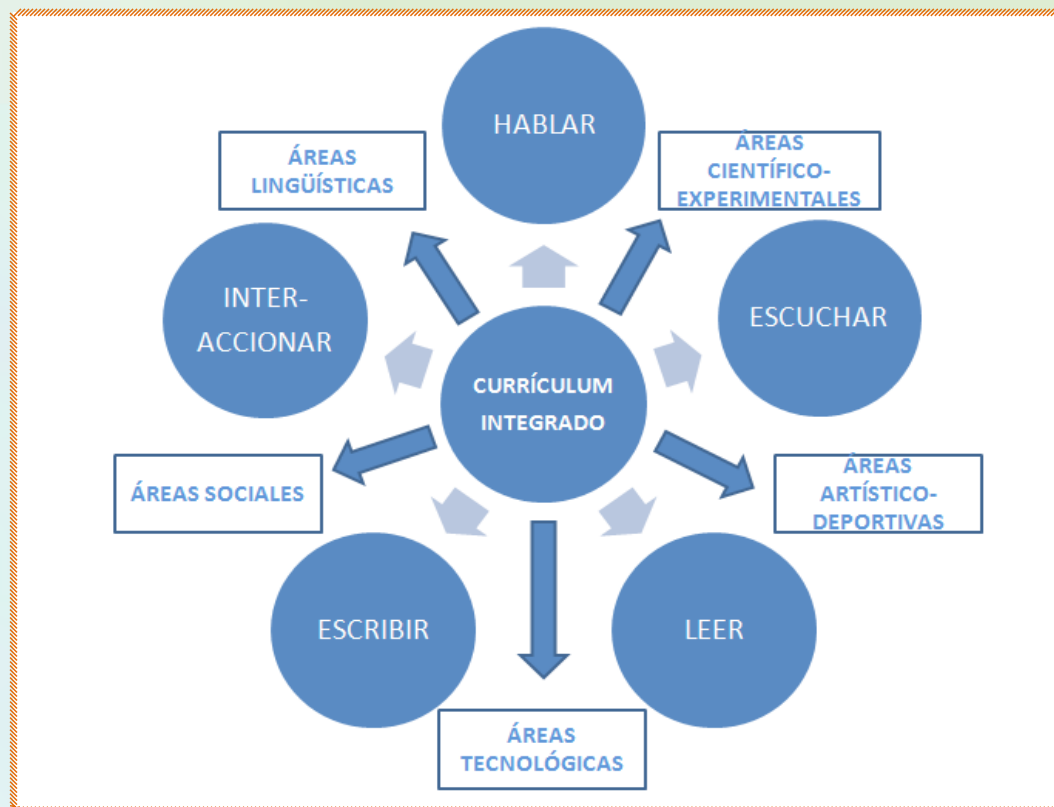 HABLAR
ÁREAS
LINGÜÍSTICAS
ÁREAS
CIENTÍFICO-
EXPERIMENTALES
INTER-
ACCIONAR
ESCUCHAR
CURRÍCULUM
INTEGRADO
ÁREAS SOCIALES
ÁREAS
ARTÍSTICO-
DEPORTIVAS
ESCRIBIR
LEER
ÁREAS
TECNOLÓGICAS